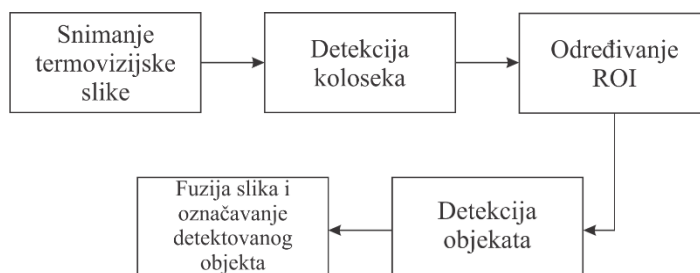 Snimanje
termovizijske
slike
Detekcija
koloseka
Određivanje
ROI
Detekcija
objekata
Fuzija slika i
označavanje
detektovanog
objekta